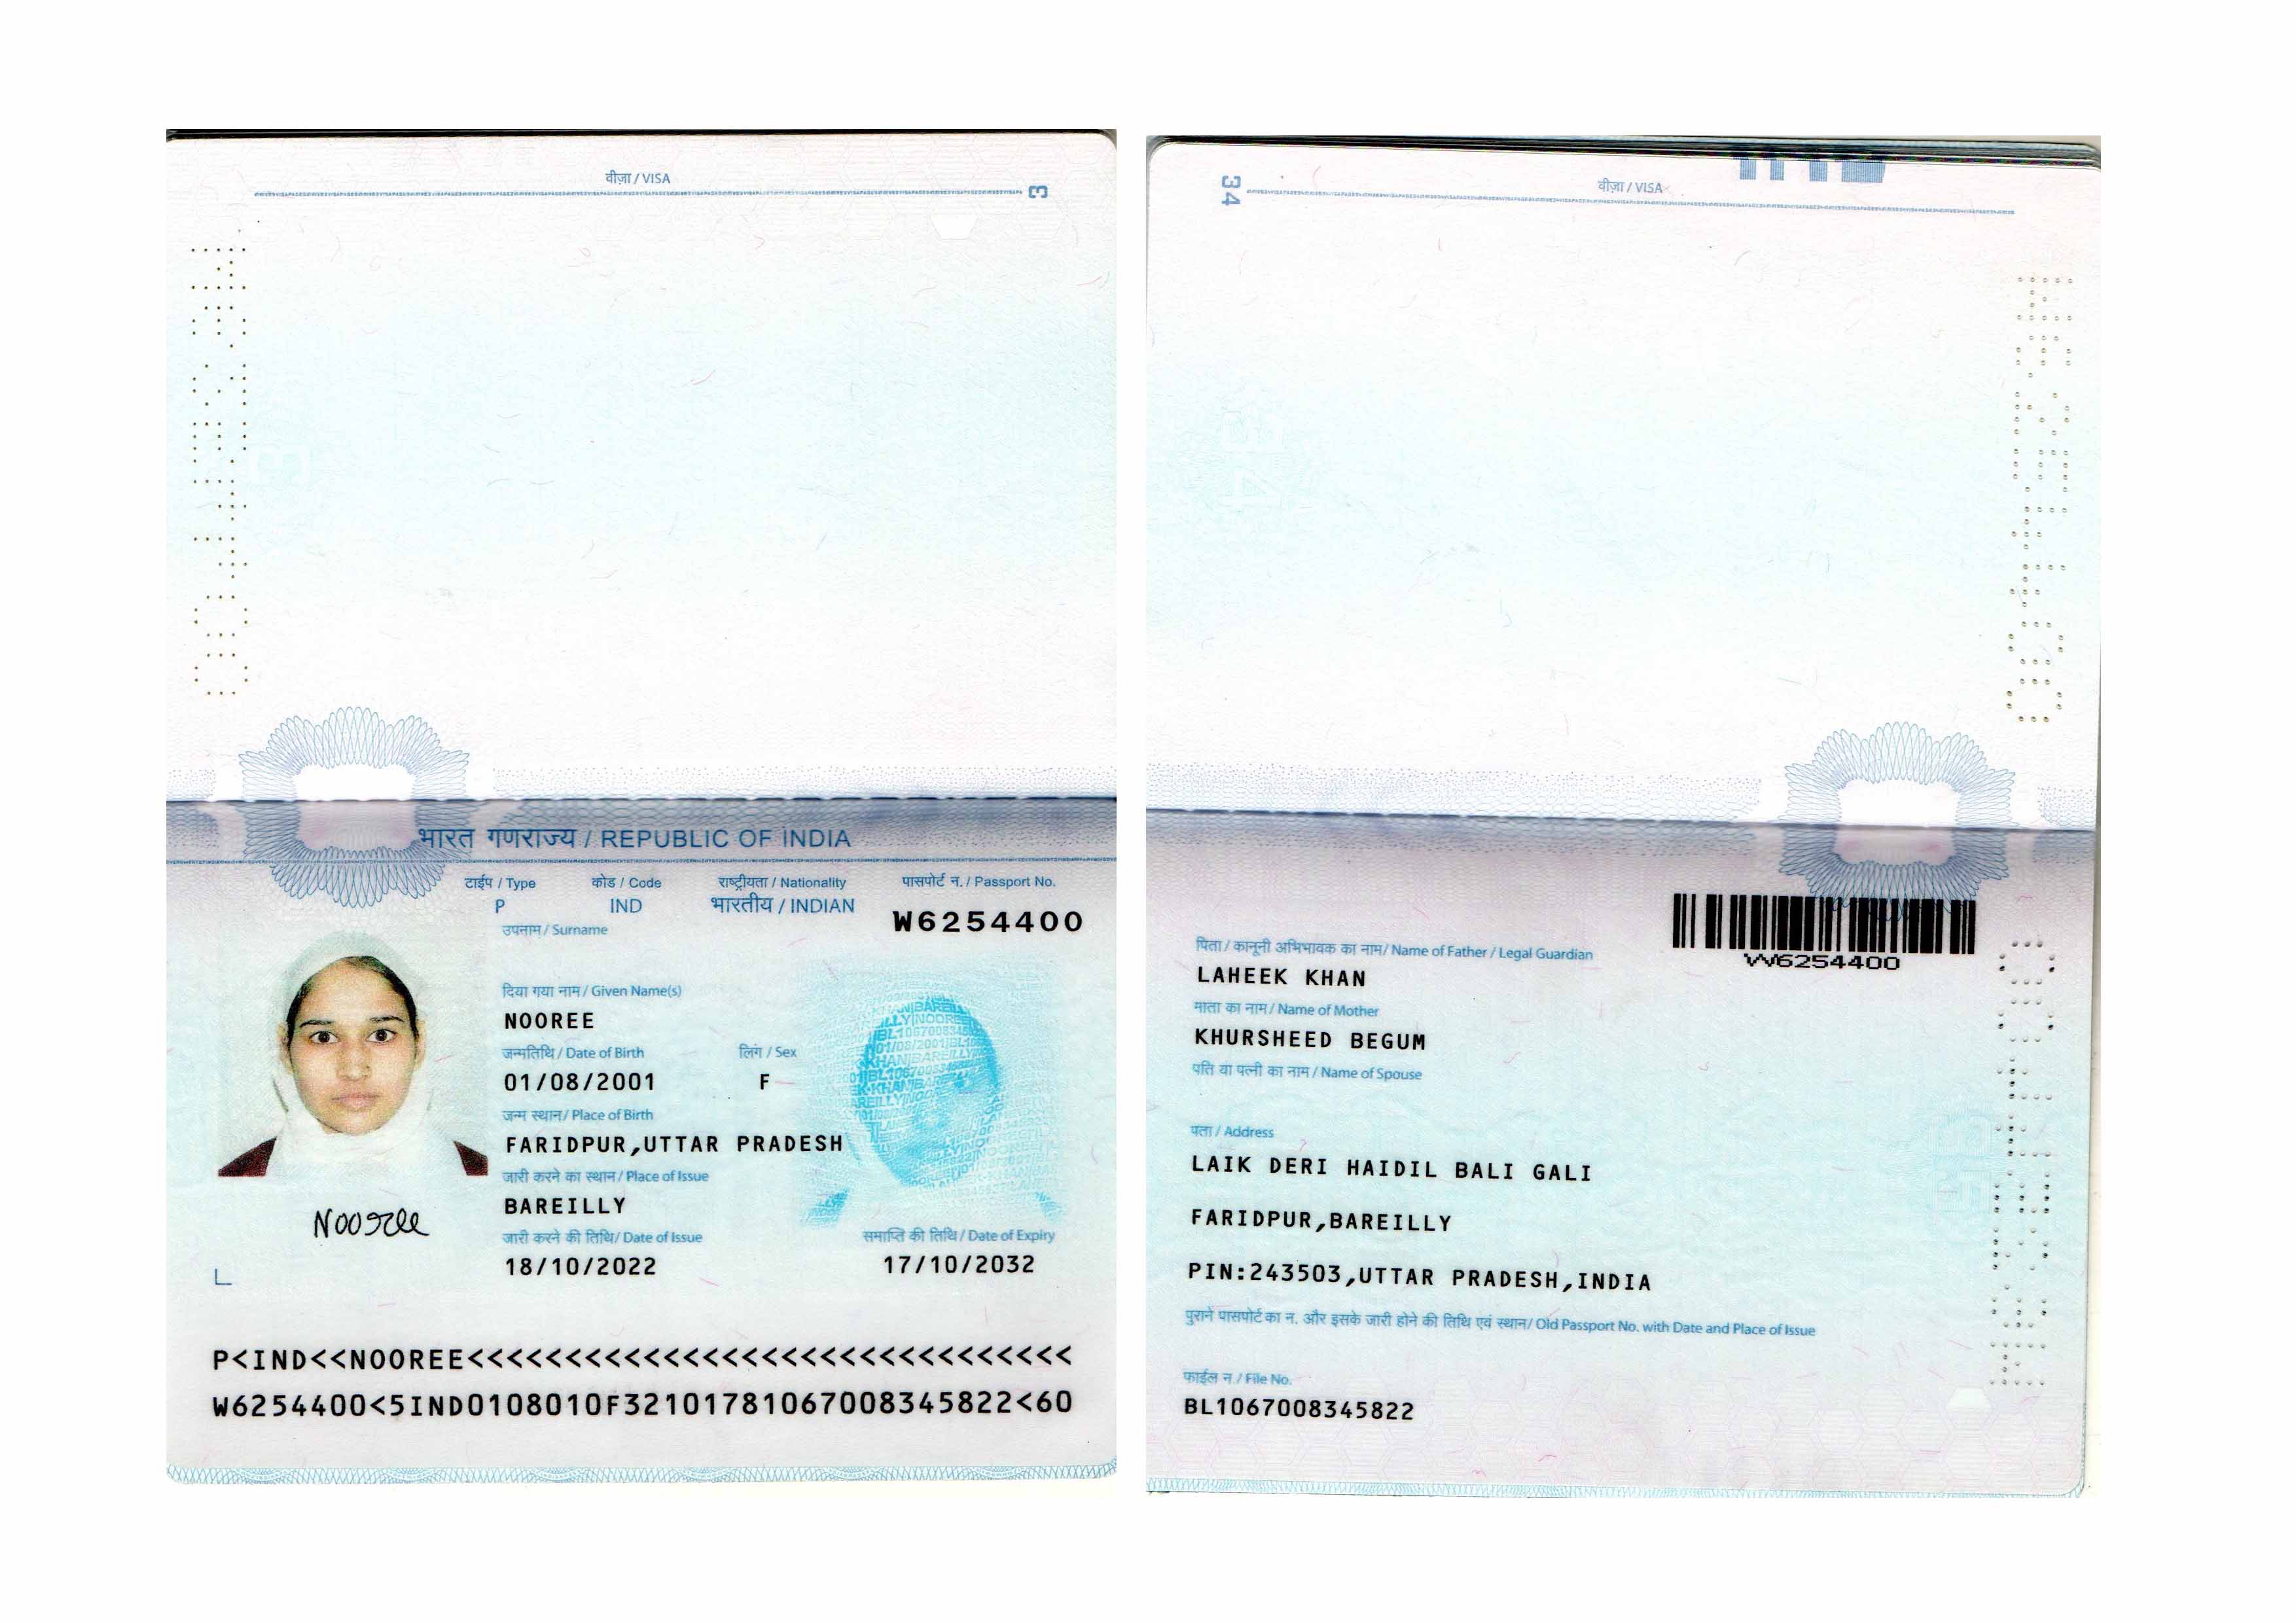 वीज़ा / VISA
3
भारत गणराज्य / REPUBLIC OF INDIA
टाईप / Type
कोड / Code
राष्ट्रीयता / Nationality
पासपोर्ट न. / Passport No.
P
IND
भारतीय / INDIAN
W6254400
उपनाम / Surname
दिया गया नाम / Given Name(s)
NOOREE
जन्मतिथि / Date of Birth
लिंग / Sex
01/08/2001
F
जन्म स्थान / Place of Birth
FARIDPUR,UTTAR PRADESH
जारी करने का स्थान / Place of Issue
BAREILLY
Nooree
जारी करने की तिथि / Date of Issue
समाप्ति की तिथि / Date of Expiry
18/10/2022
17/10/2032
P<IND<<NOOREE<<<<<<<<<<<<<<<<<<<<<<<<<<<<<<<
W6254400<5IND0108010F32101781067008345822<60
वीज़ा / VISA
34
W6254400
पिता / कानूनी अभिभावक का नाम / Name of Father / Legal Guardian
LAHEEK KHAN
माता का नाम / Name of Mother
KHURSHEED BEGUM
पति या पत्नी का नाम / Name of Spouse
पता / Address
LAIK DERI HAIDIL BALI GALI
FARIDPUR,BAREILLY
PIN:243503,UTTAR PRADESH,INDIA
पुराने पासपोर्ट का न. और इसके जारी होने की तिथि एवं स्थान / Old Passport No. with Date and Place of Issue
फाईल न. / File No.
BL1067008345822